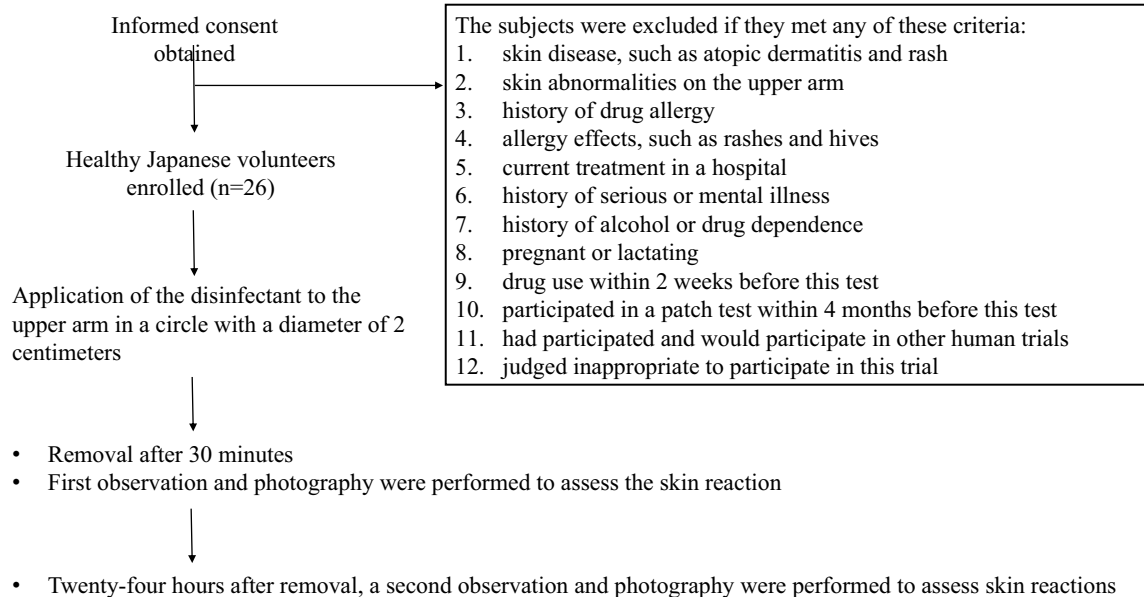 Informed consent
obtained
The subjects were excluded if they met any of these criteria:
1. skin disease, such as atopic dermatitis and rash
2. skin abnormalities on the upper arm
3. history of drug allergy
4. allergy effects, such as rashes and hives
5. current treatment in a hospital
6. history of serious or mental illness
7. history of alcohol or drug dependence
8. pregnant or lactating
9. drug use within 2 weeks before this test
10. participated in a patch test within 4 months before this test
11. had participated and would participate in other human trials
12. judged inappropriate to participate in this trial
Healthy Japanese volunteers
enrolled (n=26)
Application of the disinfectant to the
upper arm in a circle with a diameter of 2
centimeters
• Removal after 30 minutes
• First observation and photography were performed to assess the skin reaction
• Twenty-four hours after removal, a second observation and photography were performed to assess skin reactions